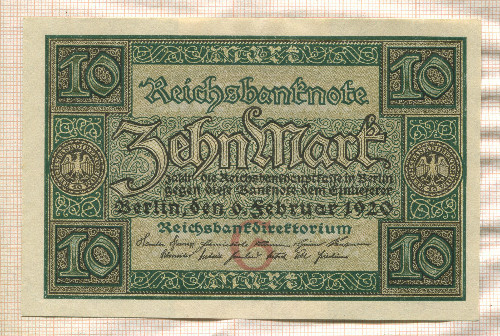 10 10
Reichsbanknote
Zehn Mark
zahlt die Reichsbankhauptkasse in Berlin
gegen diese Banknote dem Einlieferer
Berlin, den 6. Februar 1920
Reichsbankdirektorium
10 10